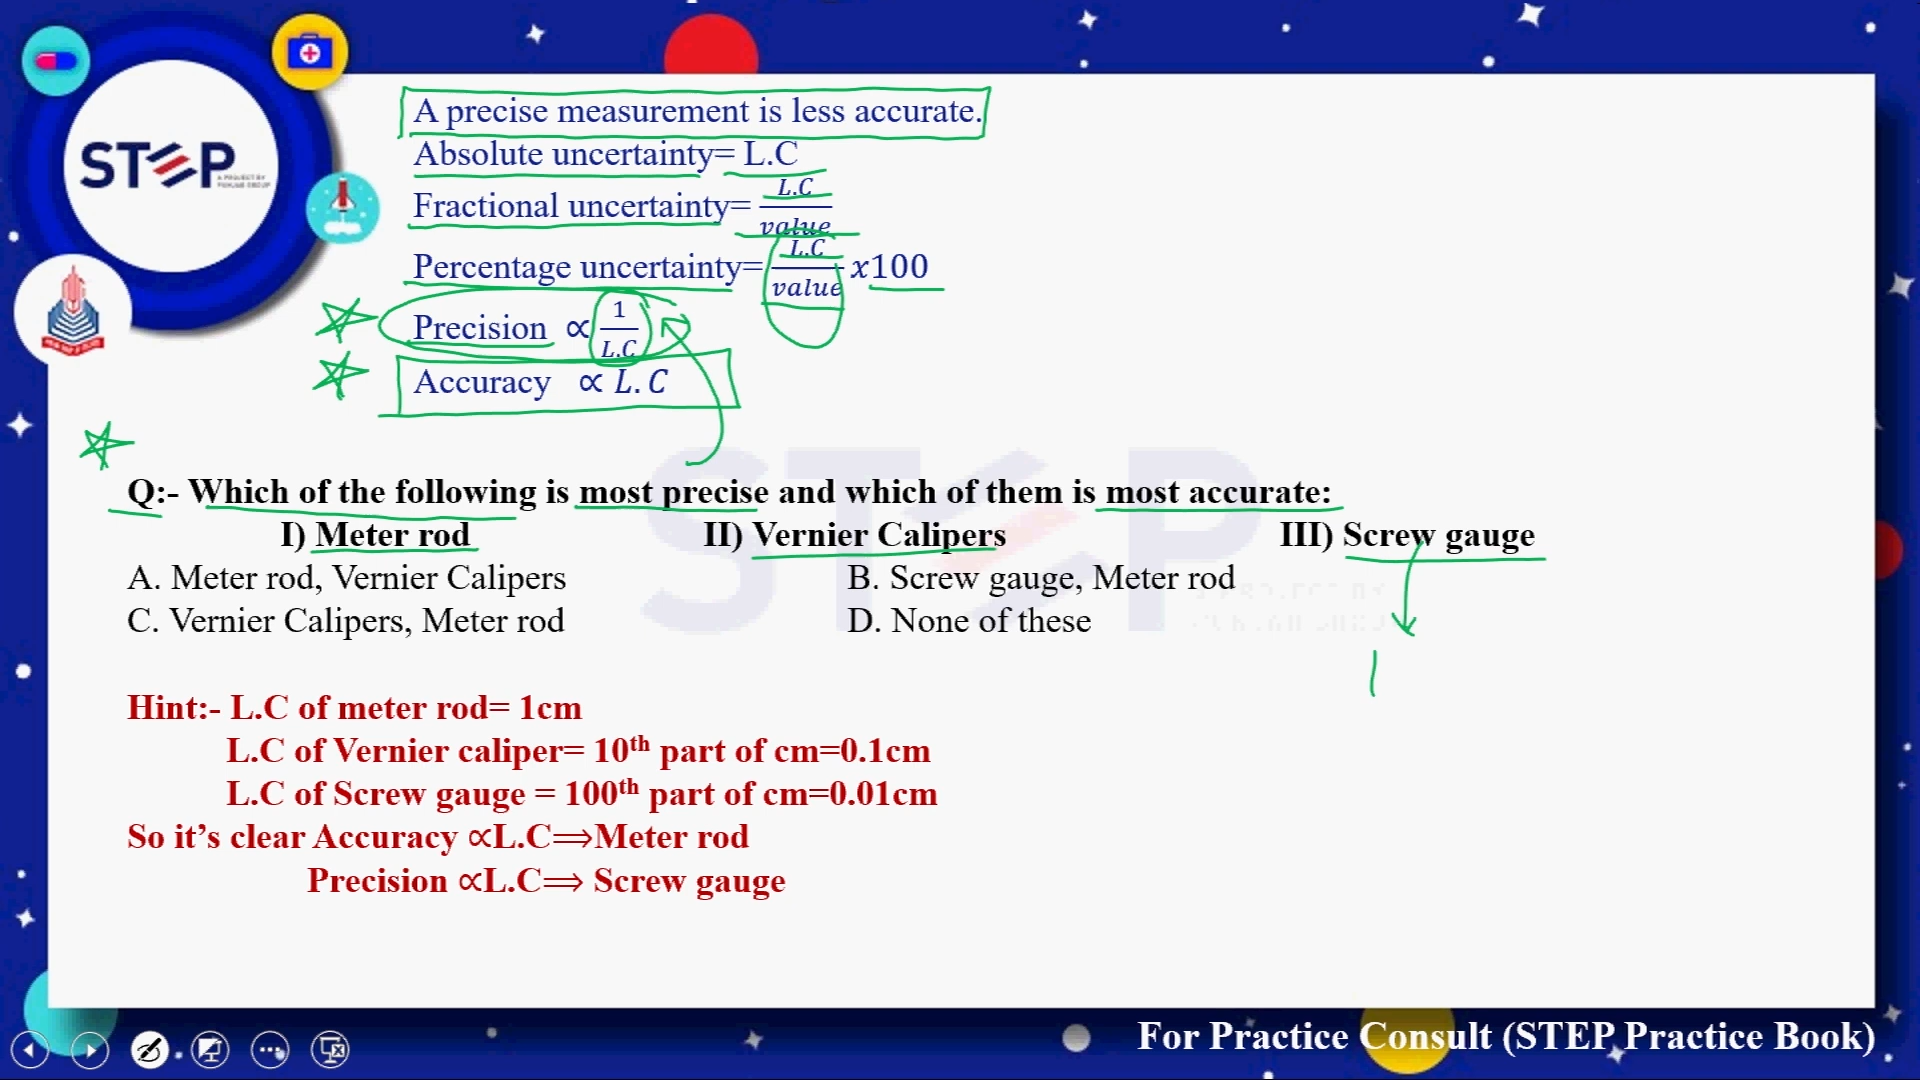 STEP
A PROJECT BY
PUNJAB GROUP
A precise measurement is less accurate.
Absolute uncertainty= L.C
Fractional uncertainty= L.C/value
Percentage uncertainty= L.C/value x100
Precision ∝ 1/L.C
Accuracy ∝ L.C
Q:- Which of the following is most precise and which of them is most accurate:
I) Meter rod II) Vernier Calipers III) Screw gauge
A. Meter rod, Vernier Calipers B. Screw gauge, Meter rod
C. Vernier Calipers, Meter rod D. None of these
Hint:- L.C of meter rod= 1cm
L.C of Vernier caliper= 10th part of cm=0.1cm
L.C of Screw gauge = 100th part of cm=0.01cm
So it’s clear Accuracy ∝L.C⟹Meter rod
Precision ∝L.C⟹ Screw gauge
For Practice Consult (STEP Practice Book)